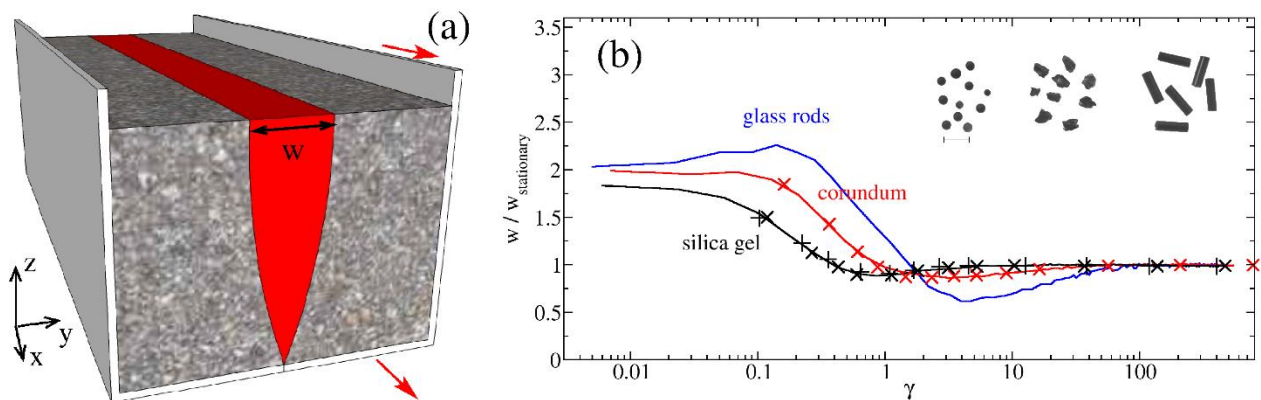 (a)
w
z
y
x
(b)
glass rods
corundum
silica gel
w / w stationary
3.5
3
2.5
2
1.5
1
0.5
0
0.01
0.1
1
10
100
γ